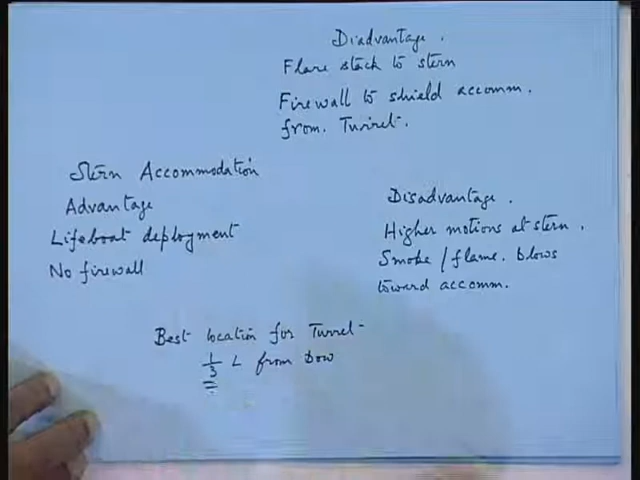 Disadvantage.
Flare stack to stern
Firewall to shield accomm.
from. Turret.
Stern Accommodation
Advantage
Lifeboat deployment
No firewall
Disadvantage.
Higher motions at stern.
Smoke/flame. blows
toward accomm.
Best location for Turret
1/3 L from bow